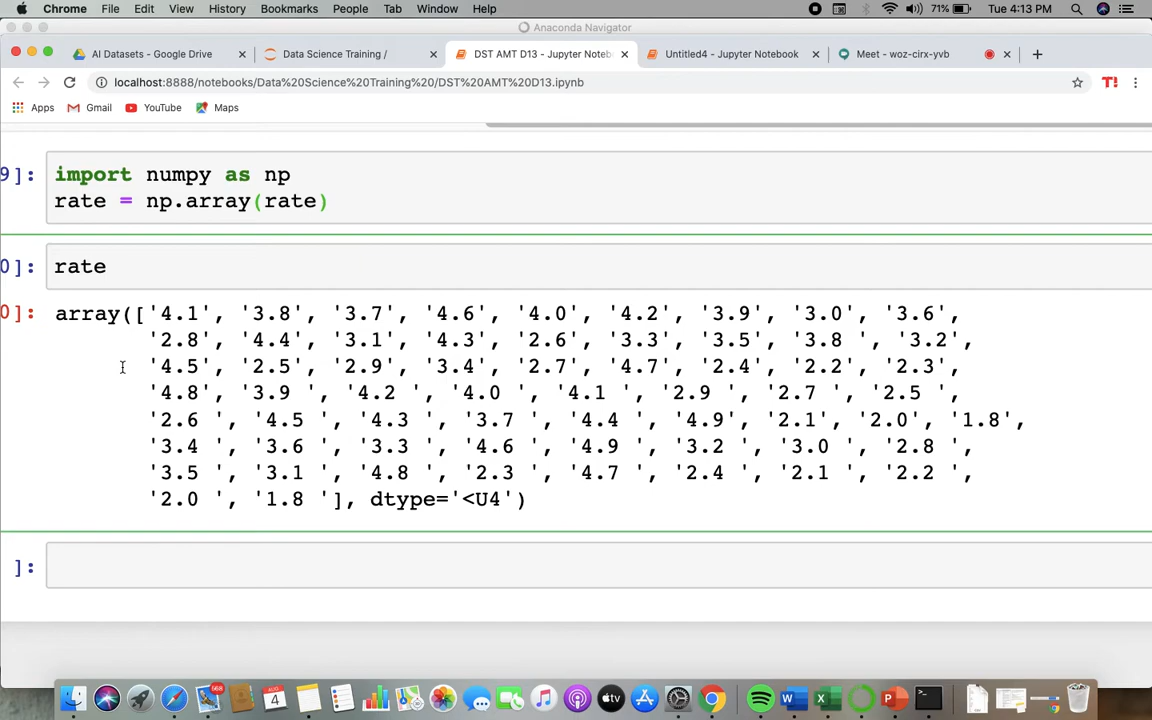 Chrome File Edit View History Bookmarks People Tab Window Help 71% Tue 4:13 PM
Anaconda Navigator
AI Datasets - Google Drive Data Science Training / DST AMT D13 - Jupyter Noteb Untitled4 - Jupyter Notebook Meet - woz-cirx-yvb
localhost:8888/notebooks/Data%20Science%20Training%20/DST%20AMT%20D13.ipynb T!
Apps Gmail YouTube Maps
9]: import numpy as np
rate = np.array(rate)
0]: rate
0]: array(['4.1', '3.8', '3.7', '4.6', '4.0', '4.2', '3.9', '3.0', '3.6',
'2.8', '4.4', '3.1', '4.3', '2.6', '3.3', '3.5', '3.8 ', '3.2',
'4.5', '2.5', '2.9', '3.4', '2.7', '4.7', '2.4', '2.2', '2.3',
'4.8', '3.9 ', '4.2 ', '4.0 ', '4.1 ', '2.9 ', '2.7 ', '2.5 ',
'2.6 ', '4.5 ', '4.3 ', '3.7 ', '4.4 ', '4.9', '2.1', '2.0', '1.8',
'3.4 ', '3.6 ', '3.3 ', '4.6 ', '4.9 ', '3.2 ', '3.0 ', '2.8 ',
'3.5 ', '3.1 ', '4.8 ', '2.3 ', '4.7 ', '2.4 ', '2.1 ', '2.2 ',
'2.0 ', '1.8 '], dtype='<U4')
]: